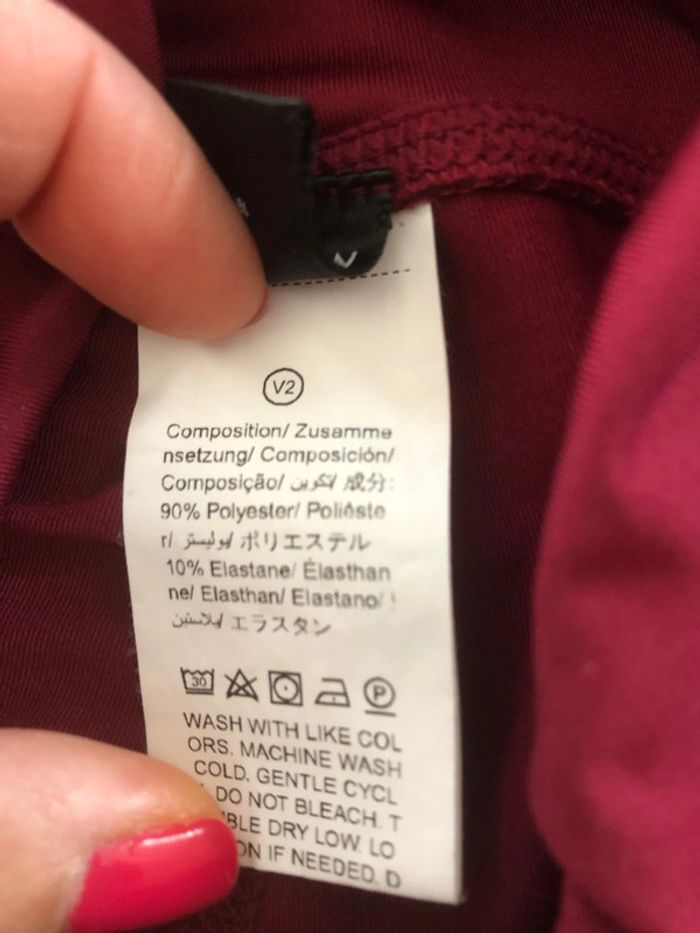 V2
Composition/ Zusamme
nsetzung/ Composición/
Composição/ تكوين/ 成分:
90% Polyester/ Poliéste
r/ بوليستر/ ポリエステル
10% Elastane/ Élasthan
ne/ Elasthan/ Elastano/
إيلاستين/ エラスタン
30
P
WASH WITH LIKE COL
ORS. MACHINE WASH
COLD. GENTLE CYCL
DO NOT BLEACH. T
BLE DRY LOW. LO
ON IF NEEDED. D